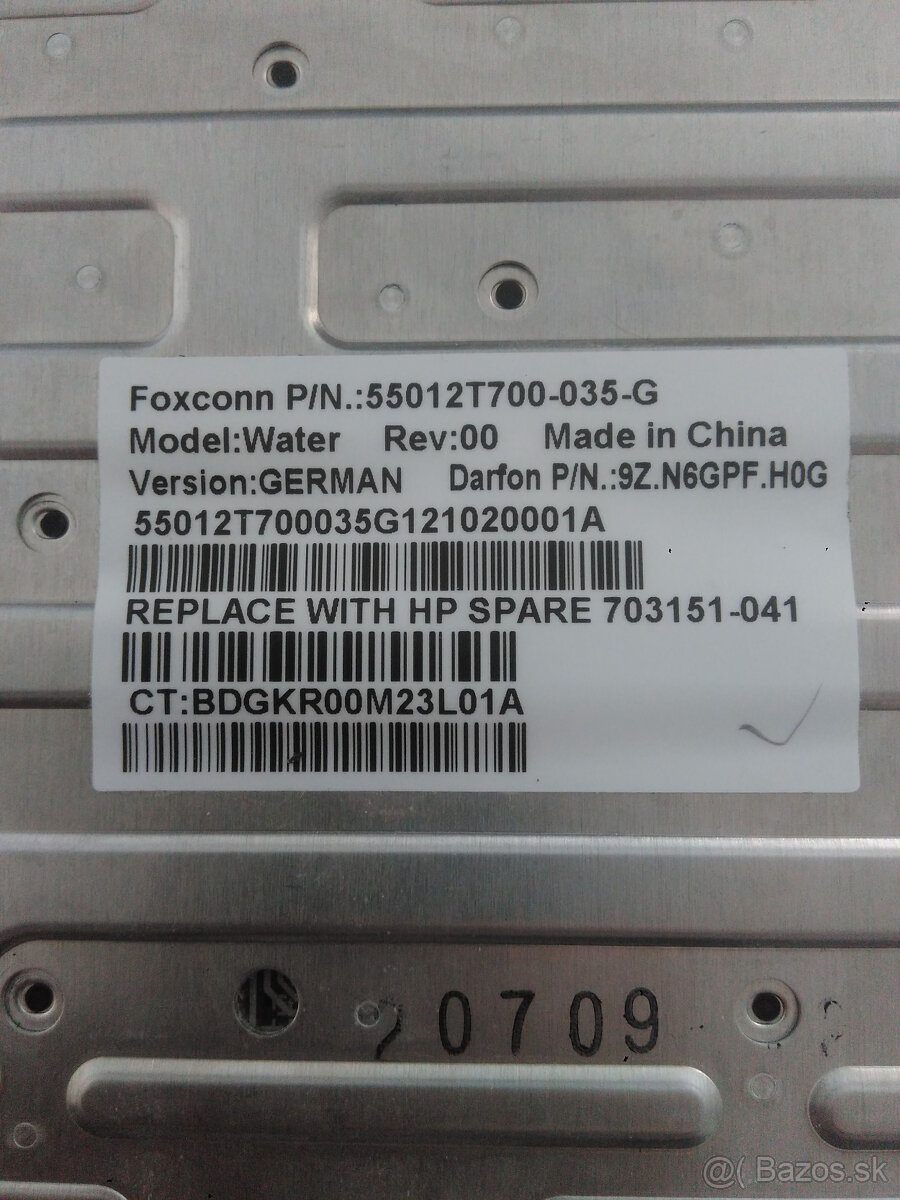 Foxconn P/N.:55012T700-035-G
Model:Water Rev:00 Made in China
Version:GERMAN Darfon P/N.:9Z.N6GPF.H0G
55012T700035G121020001A
REPLACE WITH HP SPARE 703151-041
CT:BDGKR00M23L01A
0709
@( Bazos.sk